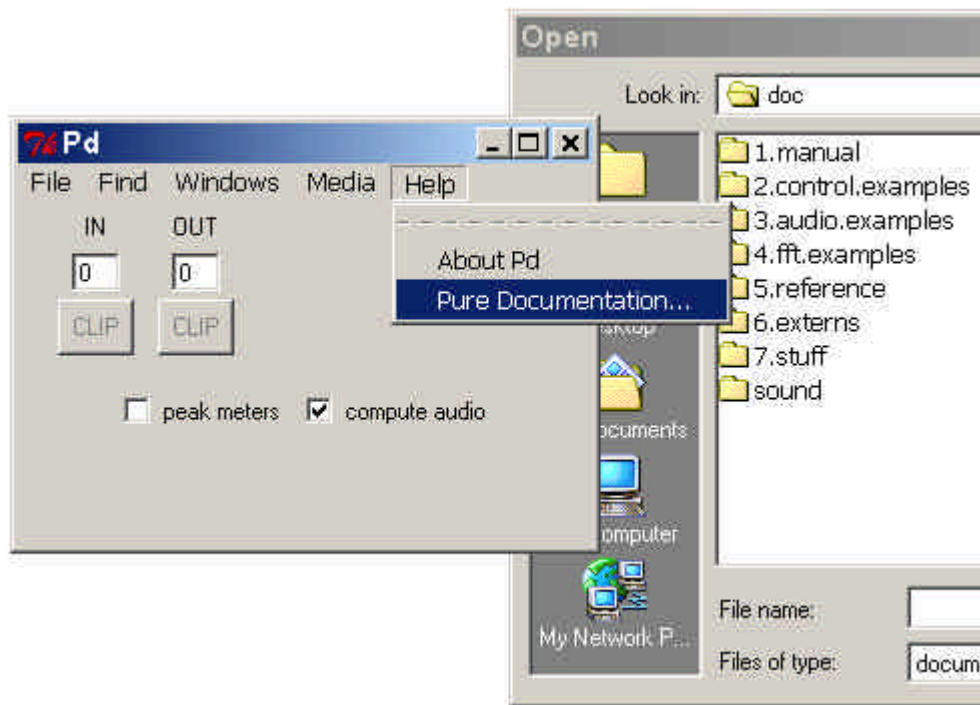 Open
Look in:
doc
1.manual
2.control.examples
3.audio.examples
4.fft.examples
5.reference
6.externs
7.stuff
sound
Pd
File Find Windows Media Help
IN OUT
0 0
CLIP CLIP
About Pd
Pure Documentation...
peak meters compute audio
My Network P...
File name:
Files of type: